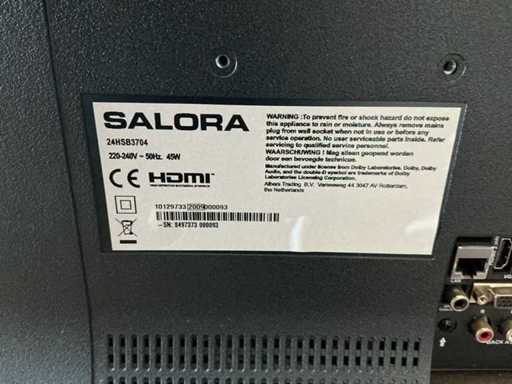 SALORA
24HSB3704
220-240V ~ 50Hz. 45W
CE HDMI
10129733 2009 000093
-SN: S497373 000093
WARNING :To prevent fire or shock hazard do not expose
this appliance to rain or moisture. Always remove mains
plug from wall socket when not in use or before any
service operations. No user serviceable parts inside. Refer
servicing to qualified service personnel.
WAARSCHUWING ! Mag alleen geopend worden
door een bevoegde technici.
Manufactured under license from Dolby Laboratories. Dolby, Dolby
Audio, and the double-D symbol are trademarks of Dolby
Laboratories Licensing Corporation.
Albers Trading B.V. Vareseweg 44 3047 AV Rotterdam,
the Netherlands